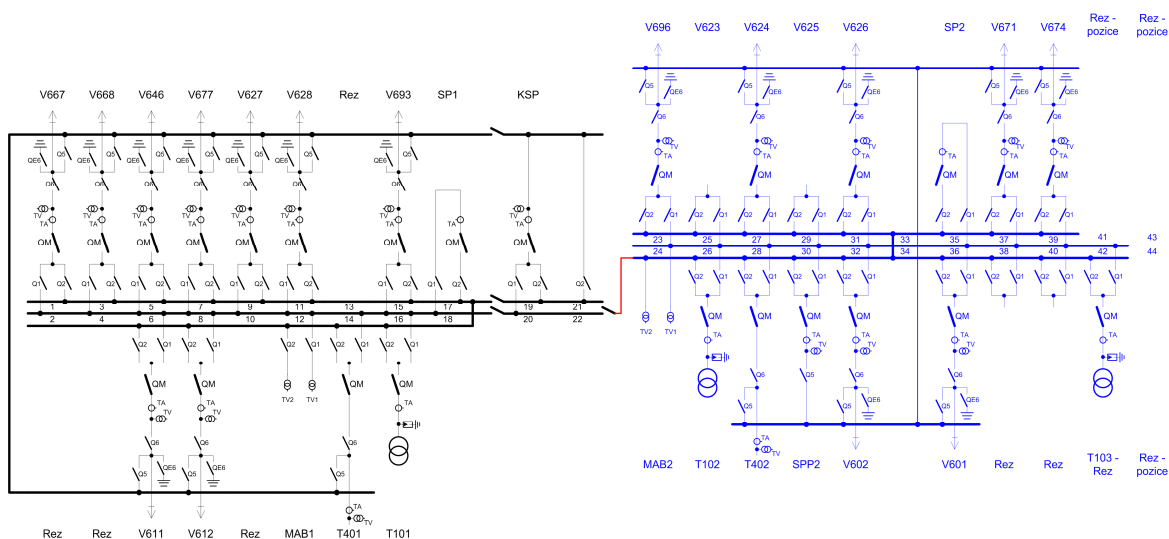 Rez - Rez -
V696 V623 V624 V625 V626 SP2 V671 V674 pozice pozice
Q5 QE6 Q5 QE6 Q5 QE6 Q5 QE6 Q5 QE6
V667 V668 V646 V677 V627 V628 Rez V693 SP1 KSP
Q6 Q6 Q6 Q6 Q6
TV TV TV TV TV
TA TA TA TA TA TA
QM QM QM QM QM QM
QE6 Q5 QE6 Q5 QE6 Q5 QE6 Q5 QE6 Q5 QE6 Q5 QE6 Q5
Q6 Q6 Q6 Q6 Q6 Q6 Q6
TV TV TV TV TV TV TV TV
TA TA TA TA TA TA TA TA TA
QM QM QM QM QM QM QM QM
Q2 Q1 Q2 Q1 Q2 Q1 Q2 Q1 Q2 Q1 Q2 Q1 Q2 Q1 Q2 Q1
23 25 27 29 31 33 35 37 39 41 43
24 26 28 30 32 34 36 38 40 42 44
Q1 Q2 Q1 Q2 Q1 Q2 Q1 Q2 Q1 Q2 Q1 Q2 Q1 Q2 Q1 Q2 Q1 Q2 Q2
Q2 Q1 Q2 Q1 Q2 Q1 Q2 Q1 Q2 Q1 Q2 Q1 Q2 Q1 Q2 Q1
1 3 5 7 9 11 13 15 17 19 21
2 4 6 8 10 12 14 16 18 20 22
QM QM QM QM QM
TV2 TV1
TA TA TA TA TA
TV TV TV
Q2 Q1 Q2 Q1 Q2 Q1 Q2 Q1 Q2 Q1
QM QM QM QM
TV2 TV1
Q6 Q5 Q6 Q6
Q5 Q5 QE6 Q5 QE6
TA TA TA
TV TV
Q6 Q6 Q6
TA
TV
MAB2 T102 T402 SPP2 V602 V601 Rez Rez T103 - Rez Rez - pozice
Q5 QE6 Q5 QE6 Q5
TA
TV
Rez Rez V611 V612 Rez MAB1 T401 T101